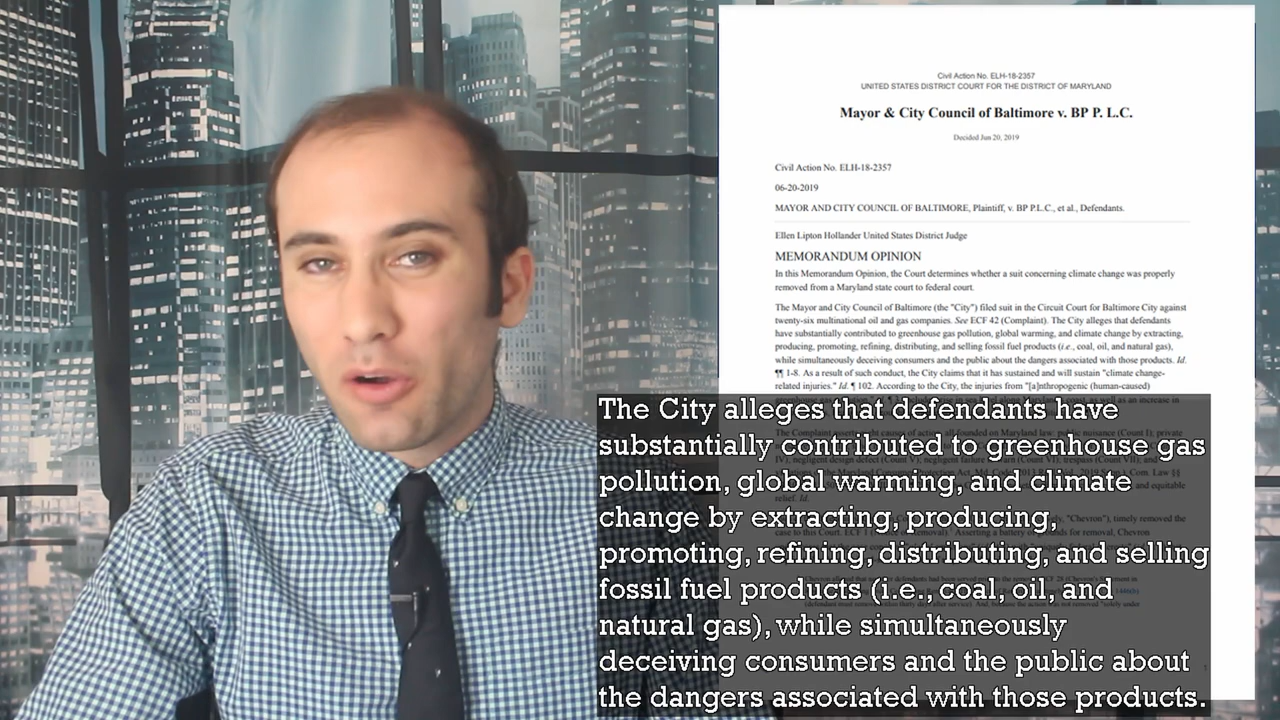 Civil Action No. ELH-18-2357
UNITED STATES DISTRICT COURT FOR THE DISTRICT OF MARYLAND
Mayor & City Council of Baltimore v. BP P. L.C.
Decided Jun 20, 2019
Civil Action No. ELH-18-2357
06-20-2019
MAYOR AND CITY COUNCIL OF BALTIMORE, Plaintiff, v. BP P.L.C., et al., Defendants.
Ellen Lipton Hollander United States District Judge
MEMORANDUM OPINION
In this Memorandum Opinion, the Court determines whether a suit concerning climate change was properly
removed from a Maryland state court to federal court.
The Mayor and City Council of Baltimore (the "City") filed suit in the Circuit Court for Baltimore City against
twenty-six multinational oil and gas companies. See ECF 42 (Complaint). The City alleges that defendants
have substantially contributed to greenhouse gas pollution, global warming, and climate change by extracting,
producing, promoting, refining, distributing, and selling fossil fuel products (i.e., coal, oil, and natural gas),
while simultaneously deceiving consumers and the public about the dangers associated with those products. Id.
¶¶ 1-8. As a result of such conduct, the City claims that it has sustained and will sustain "climate change-
related injuries." Id. ¶ 102. According to the City, the injuries from "[a]nthropogenic (human-caused)
The City alleges that defendants have
substantially contributed to greenhouse gas
pollution, global warming, and climate
change by extracting, producing,
promoting, refining, distributing, and selling
fossil fuel products (i.e., coal, oil, and
natural gas), while simultaneously
deceiving consumers and the public about
the dangers associated with those products.